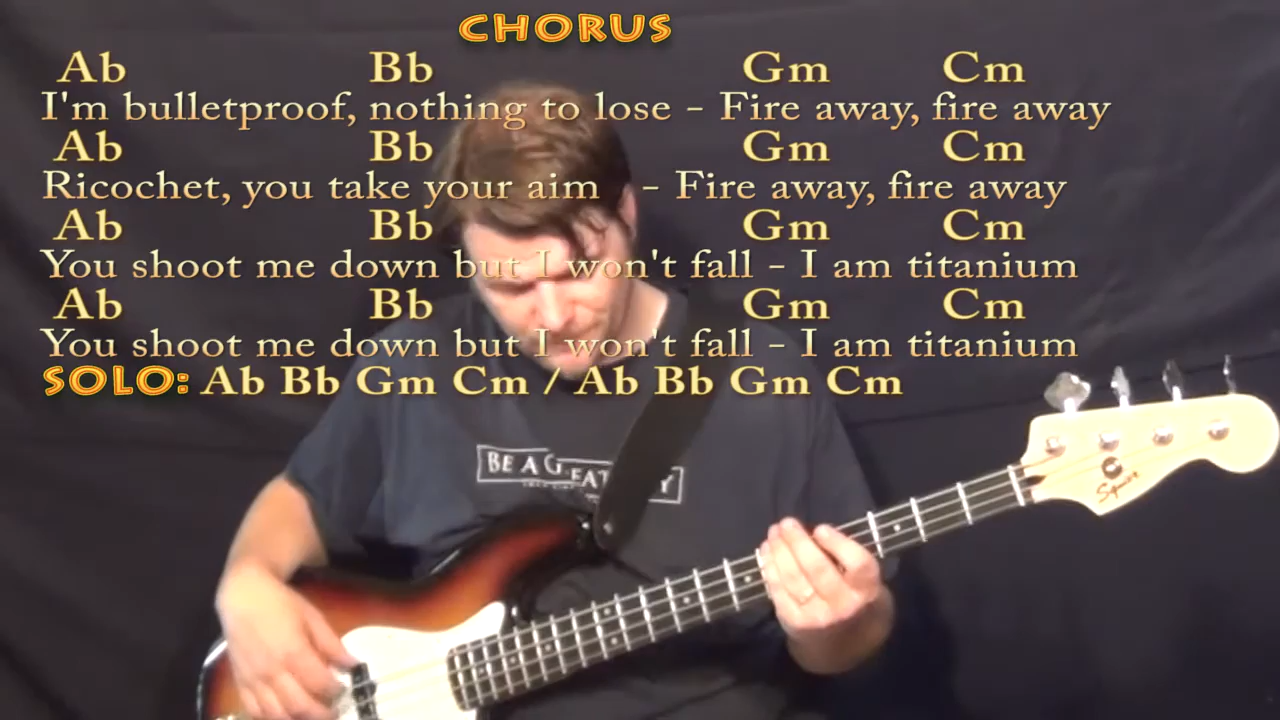 CHORUS
Ab Bb Gm Cm
I'm bulletproof, nothing to lose - Fire away, fire away
Ab Bb Gm Cm
Ricochet, you take your aim - Fire away, fire away
Ab Bb Gm Cm
You shoot me down but I won't fall - I am titanium
Ab Bb Gm Cm
You shoot me down but I won't fall - I am titanium
SOLO: Ab Bb Gm Cm / Ab Bb Gm Cm
BE A G
Squier